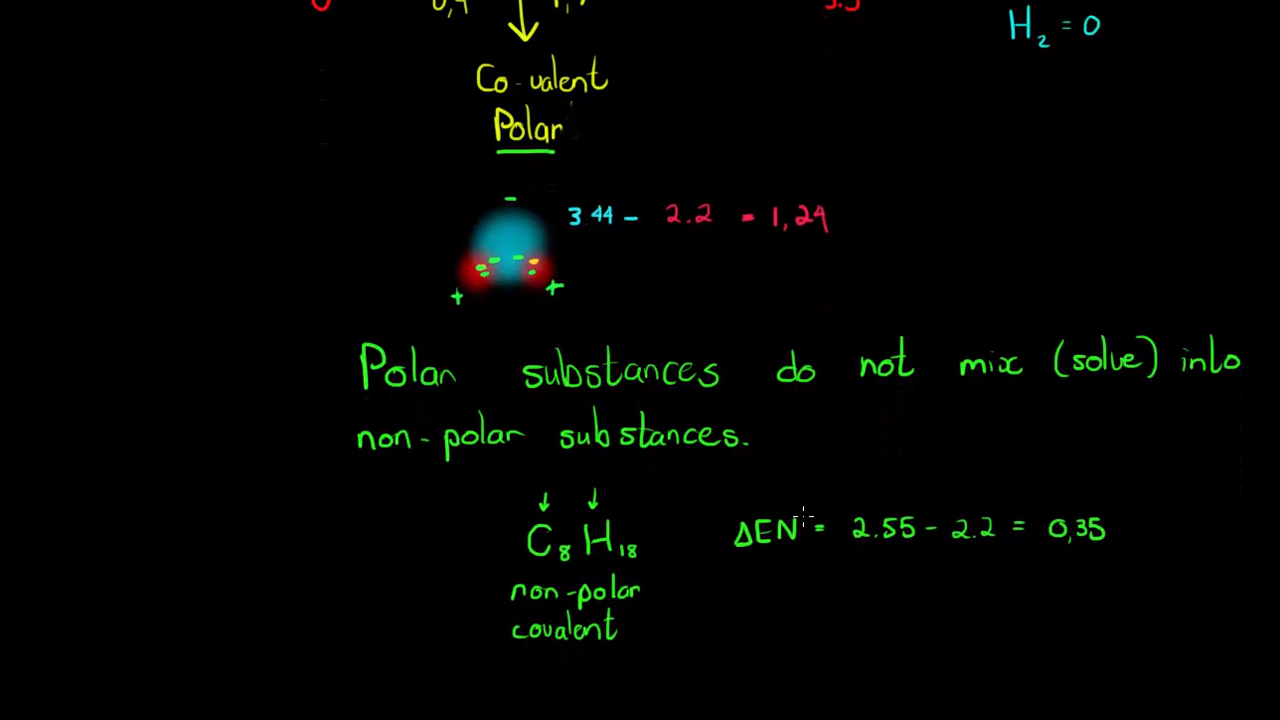 H₂ = 0
Co-valent
Polar
-
3.44 - 2.2 = 1,24
+ +
Polar substances do not mix (solve) into
non-polar substances.
↓ ↓
C₈H₁₈ ΔEN = 2.55 - 2.2 = 0,35
non-polar
covalent